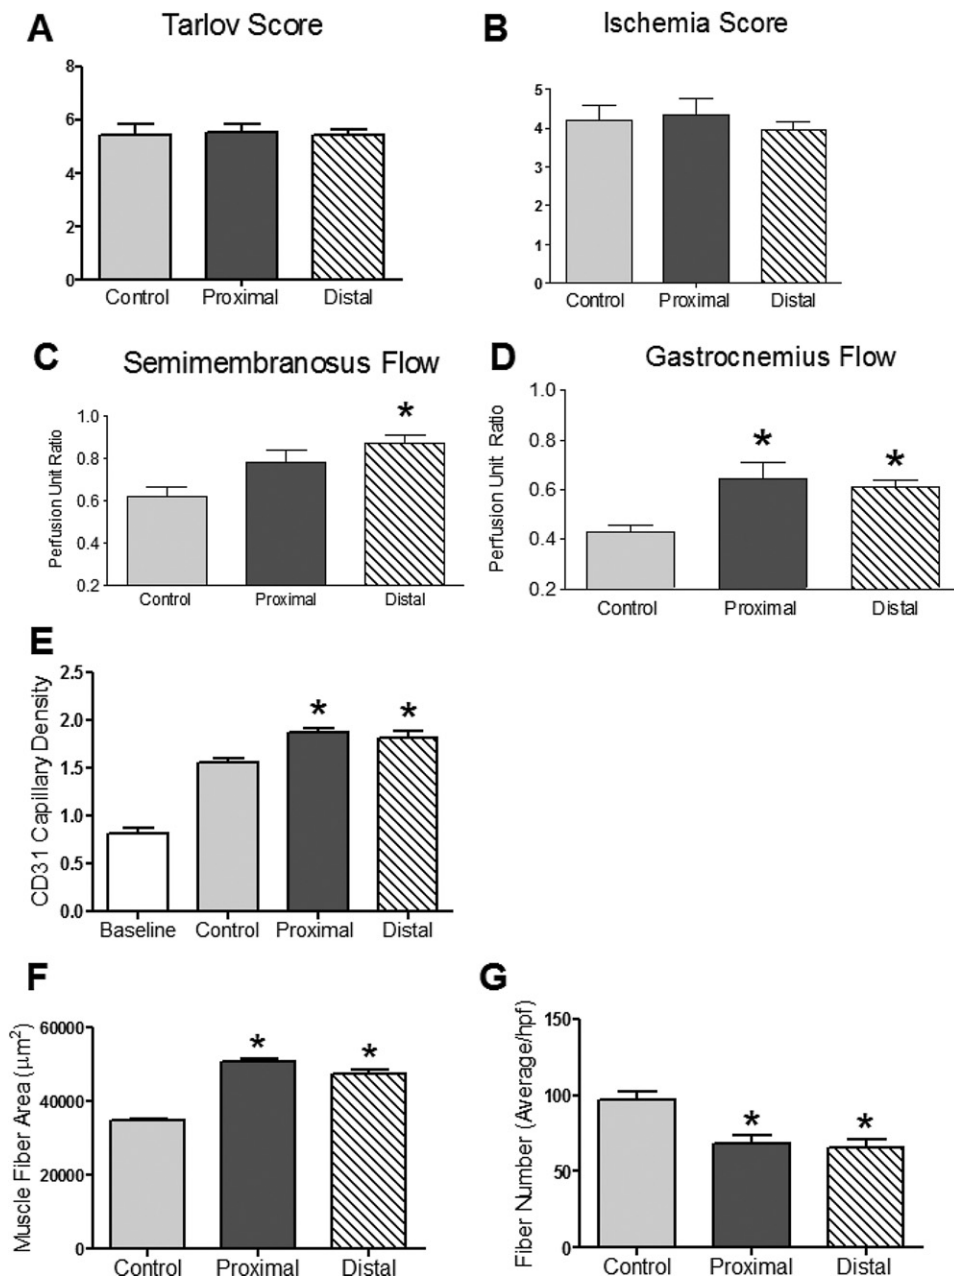 A Tarlov Score
8
6
4
2
0
Control Proximal Distal
B Ischemia Score
5
4
3
2
1
0
Control Proximal Distal
C Semimembranosus Flow
Perfusion Unit Ratio
1.0
0.8
0.6
0.4
0.2
*
Control Proximal Distal
D Gastrocnemius Flow
Perfusion Unit Ratio
1.0
0.8
0.6
0.4
0.2
* *
Control Proximal Distal
E
CD31 Capillary Density
2.5
2.0
1.5
1.0
0.5
0.0
* *
Baseline Control Proximal Distal
F
Muscle Fiber Area (μm²)
60000
40000
20000
0
* *
Control Proximal Distal
G
Fiber Number (Average/hpf)
150
100
50
0
* *
Control Proximal Distal